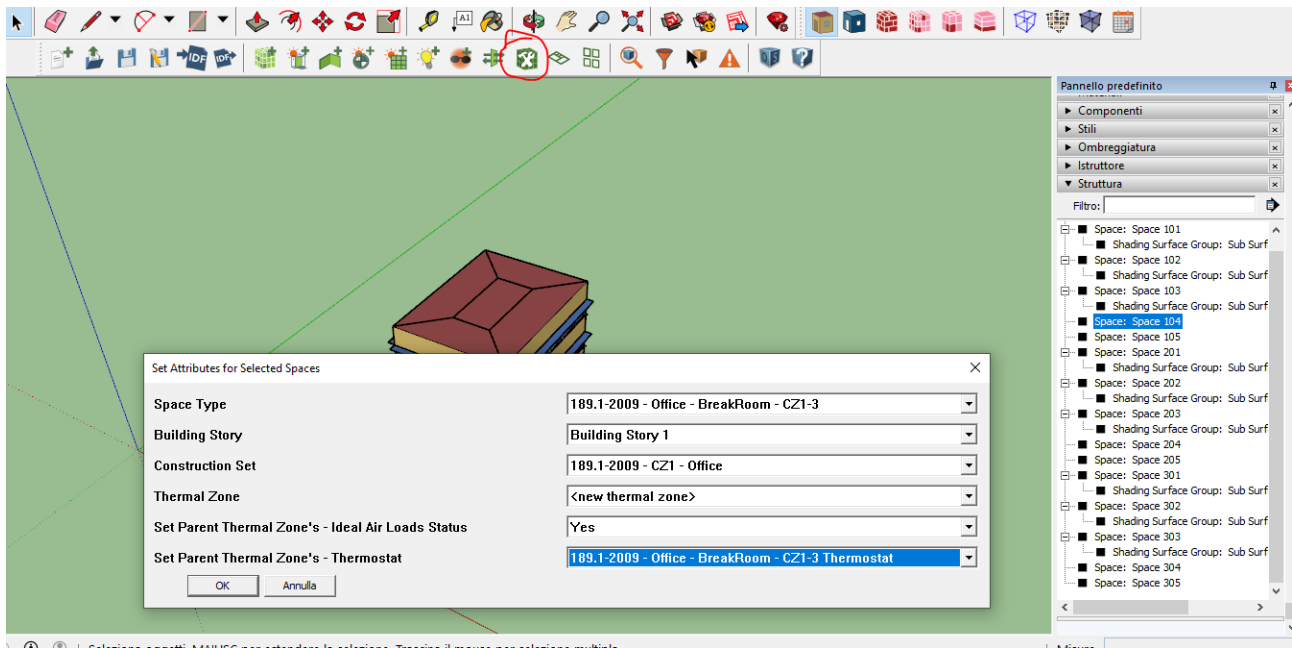 A1
IDF
IDF+
Pannello predefinito
Componenti
Stili
Ombreggiatura
Istruttore
Struttura
Filtro:
Space: Space 101
Shading Surface Group: Sub Surf
Space: Space 102
Shading Surface Group: Sub Surf
Space: Space 103
Shading Surface Group: Sub Surf
Space: Space 104
Space: Space 105
Space: Space 201
Shading Surface Group: Sub Surf
Space: Space 202
Shading Surface Group: Sub Surf
Space: Space 203
Shading Surface Group: Sub Surf
Space: Space 204
Space: Space 205
Space: Space 301
Shading Surface Group: Sub Surf
Space: Space 302
Shading Surface Group: Sub Surf
Space: Space 303
Shading Surface Group: Sub Surf
Space: Space 304
Space: Space 305
Set Attributes for Selected Spaces
Space Type 189.1-2009 - Office - BreakRoom - CZ1-3
Building Story Building Story 1
Construction Set 189.1-2009 - CZ1 - Office
Thermal Zone <new thermal zone>
Set Parent Thermal Zone's - Ideal Air Loads Status Yes
Set Parent Thermal Zone's - Thermostat 189.1-2009 - Office - BreakRoom - CZ1-3 Thermostat
OK Annulla